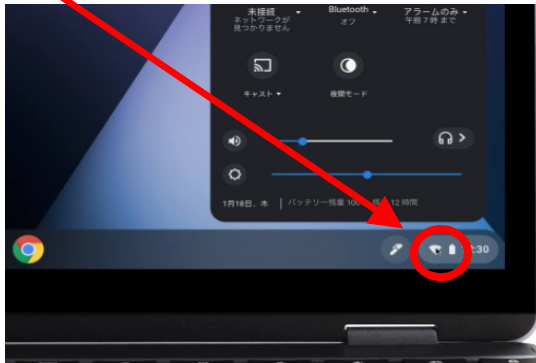 未接続
ネットワークが
見つかりません
Bluetooth
オフ
アラームのみ
午前7時 まで
キャスト
夜間モード
1月18日、木
バッテリー残量 100
12 時間
:30